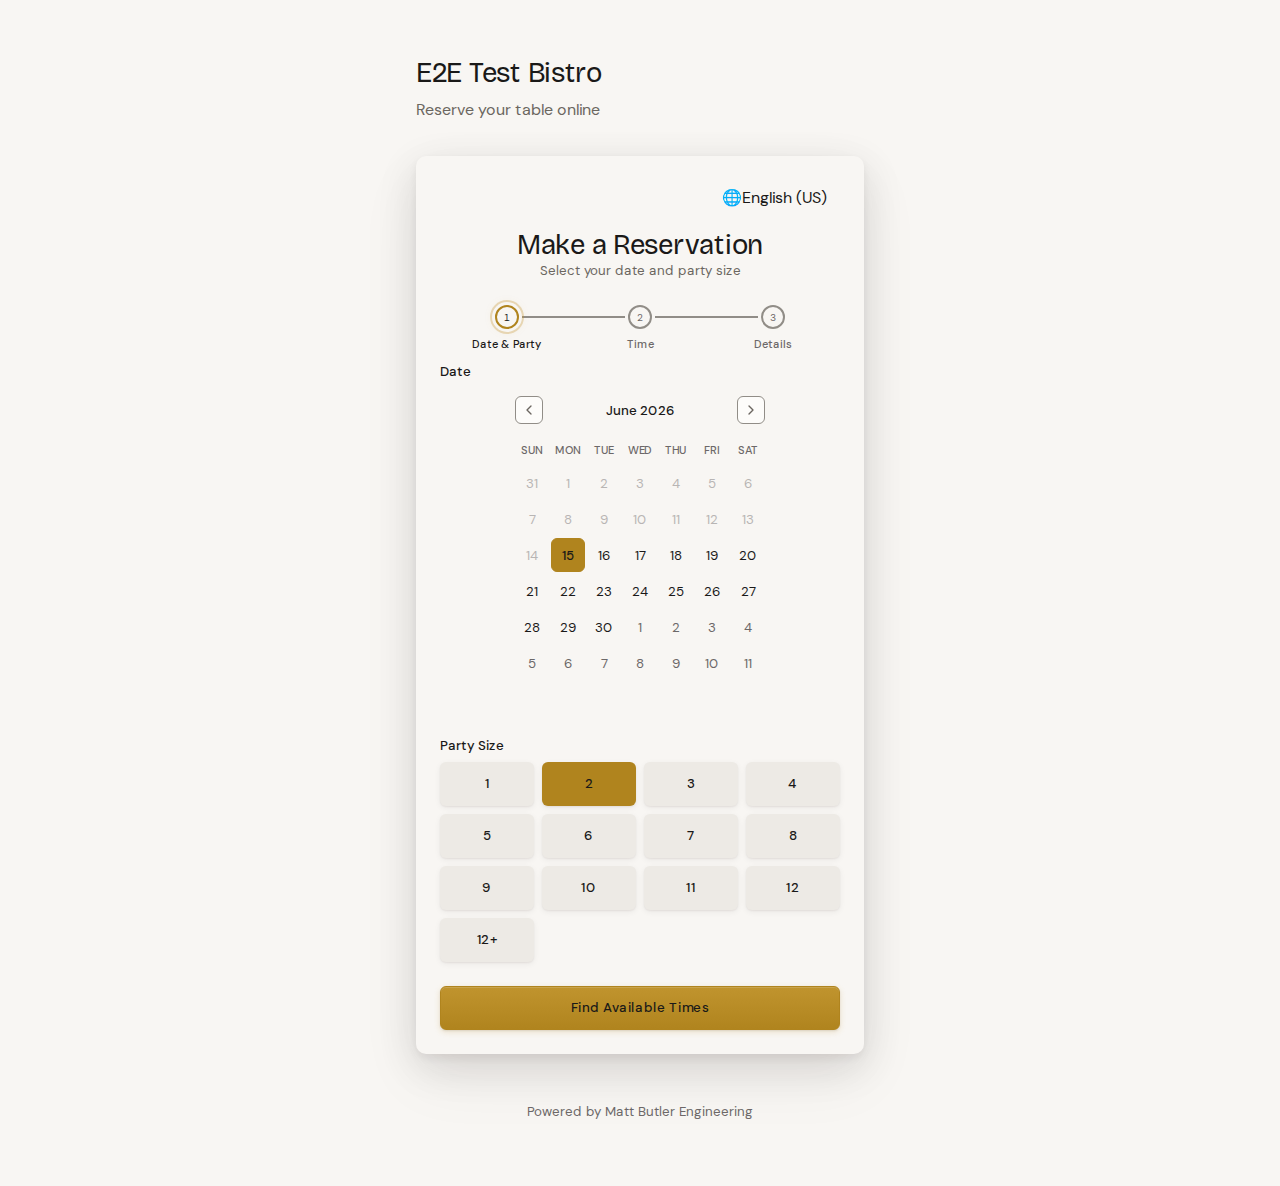 E2E Test Bistro
Reserve your table online
🌐English (US)
Make a Reservation
Select your date and party size
1 2 3
Date & Party Time Details
Date
June 2026
SUN MON TUE WED THU FRI SAT
31 1 2 3 4 5 6
7 8 9 10 11 12 13
14 15 16 17 18 19 20
21 22 23 24 25 26 27
28 29 30 1 2 3 4
5 6 7 8 9 10 11
Party Size
1 2 3 4
5 6 7 8
9 10 11 12
12+
Find Available Times
Powered by Matt Butler Engineering